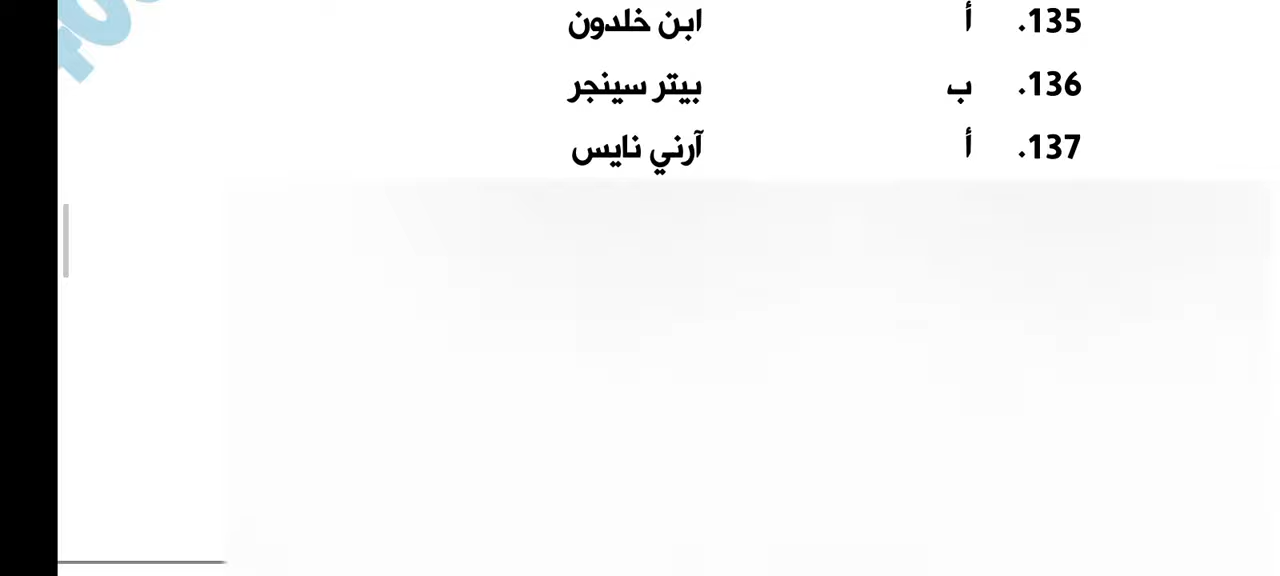 135. أ ابن خلدون
136. ب بيتر سينجر
137. أ آرني نايس